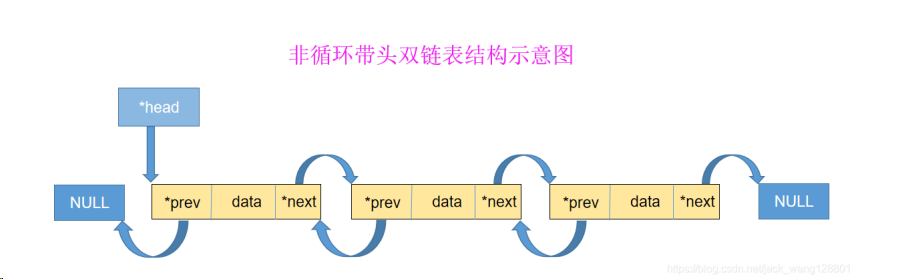 非循环带头双链表结构示意图
*head
NULL
*prev data *next
*prev data *next
*prev data *next
NULL
https://blog.csdn.net/jack_wang128801